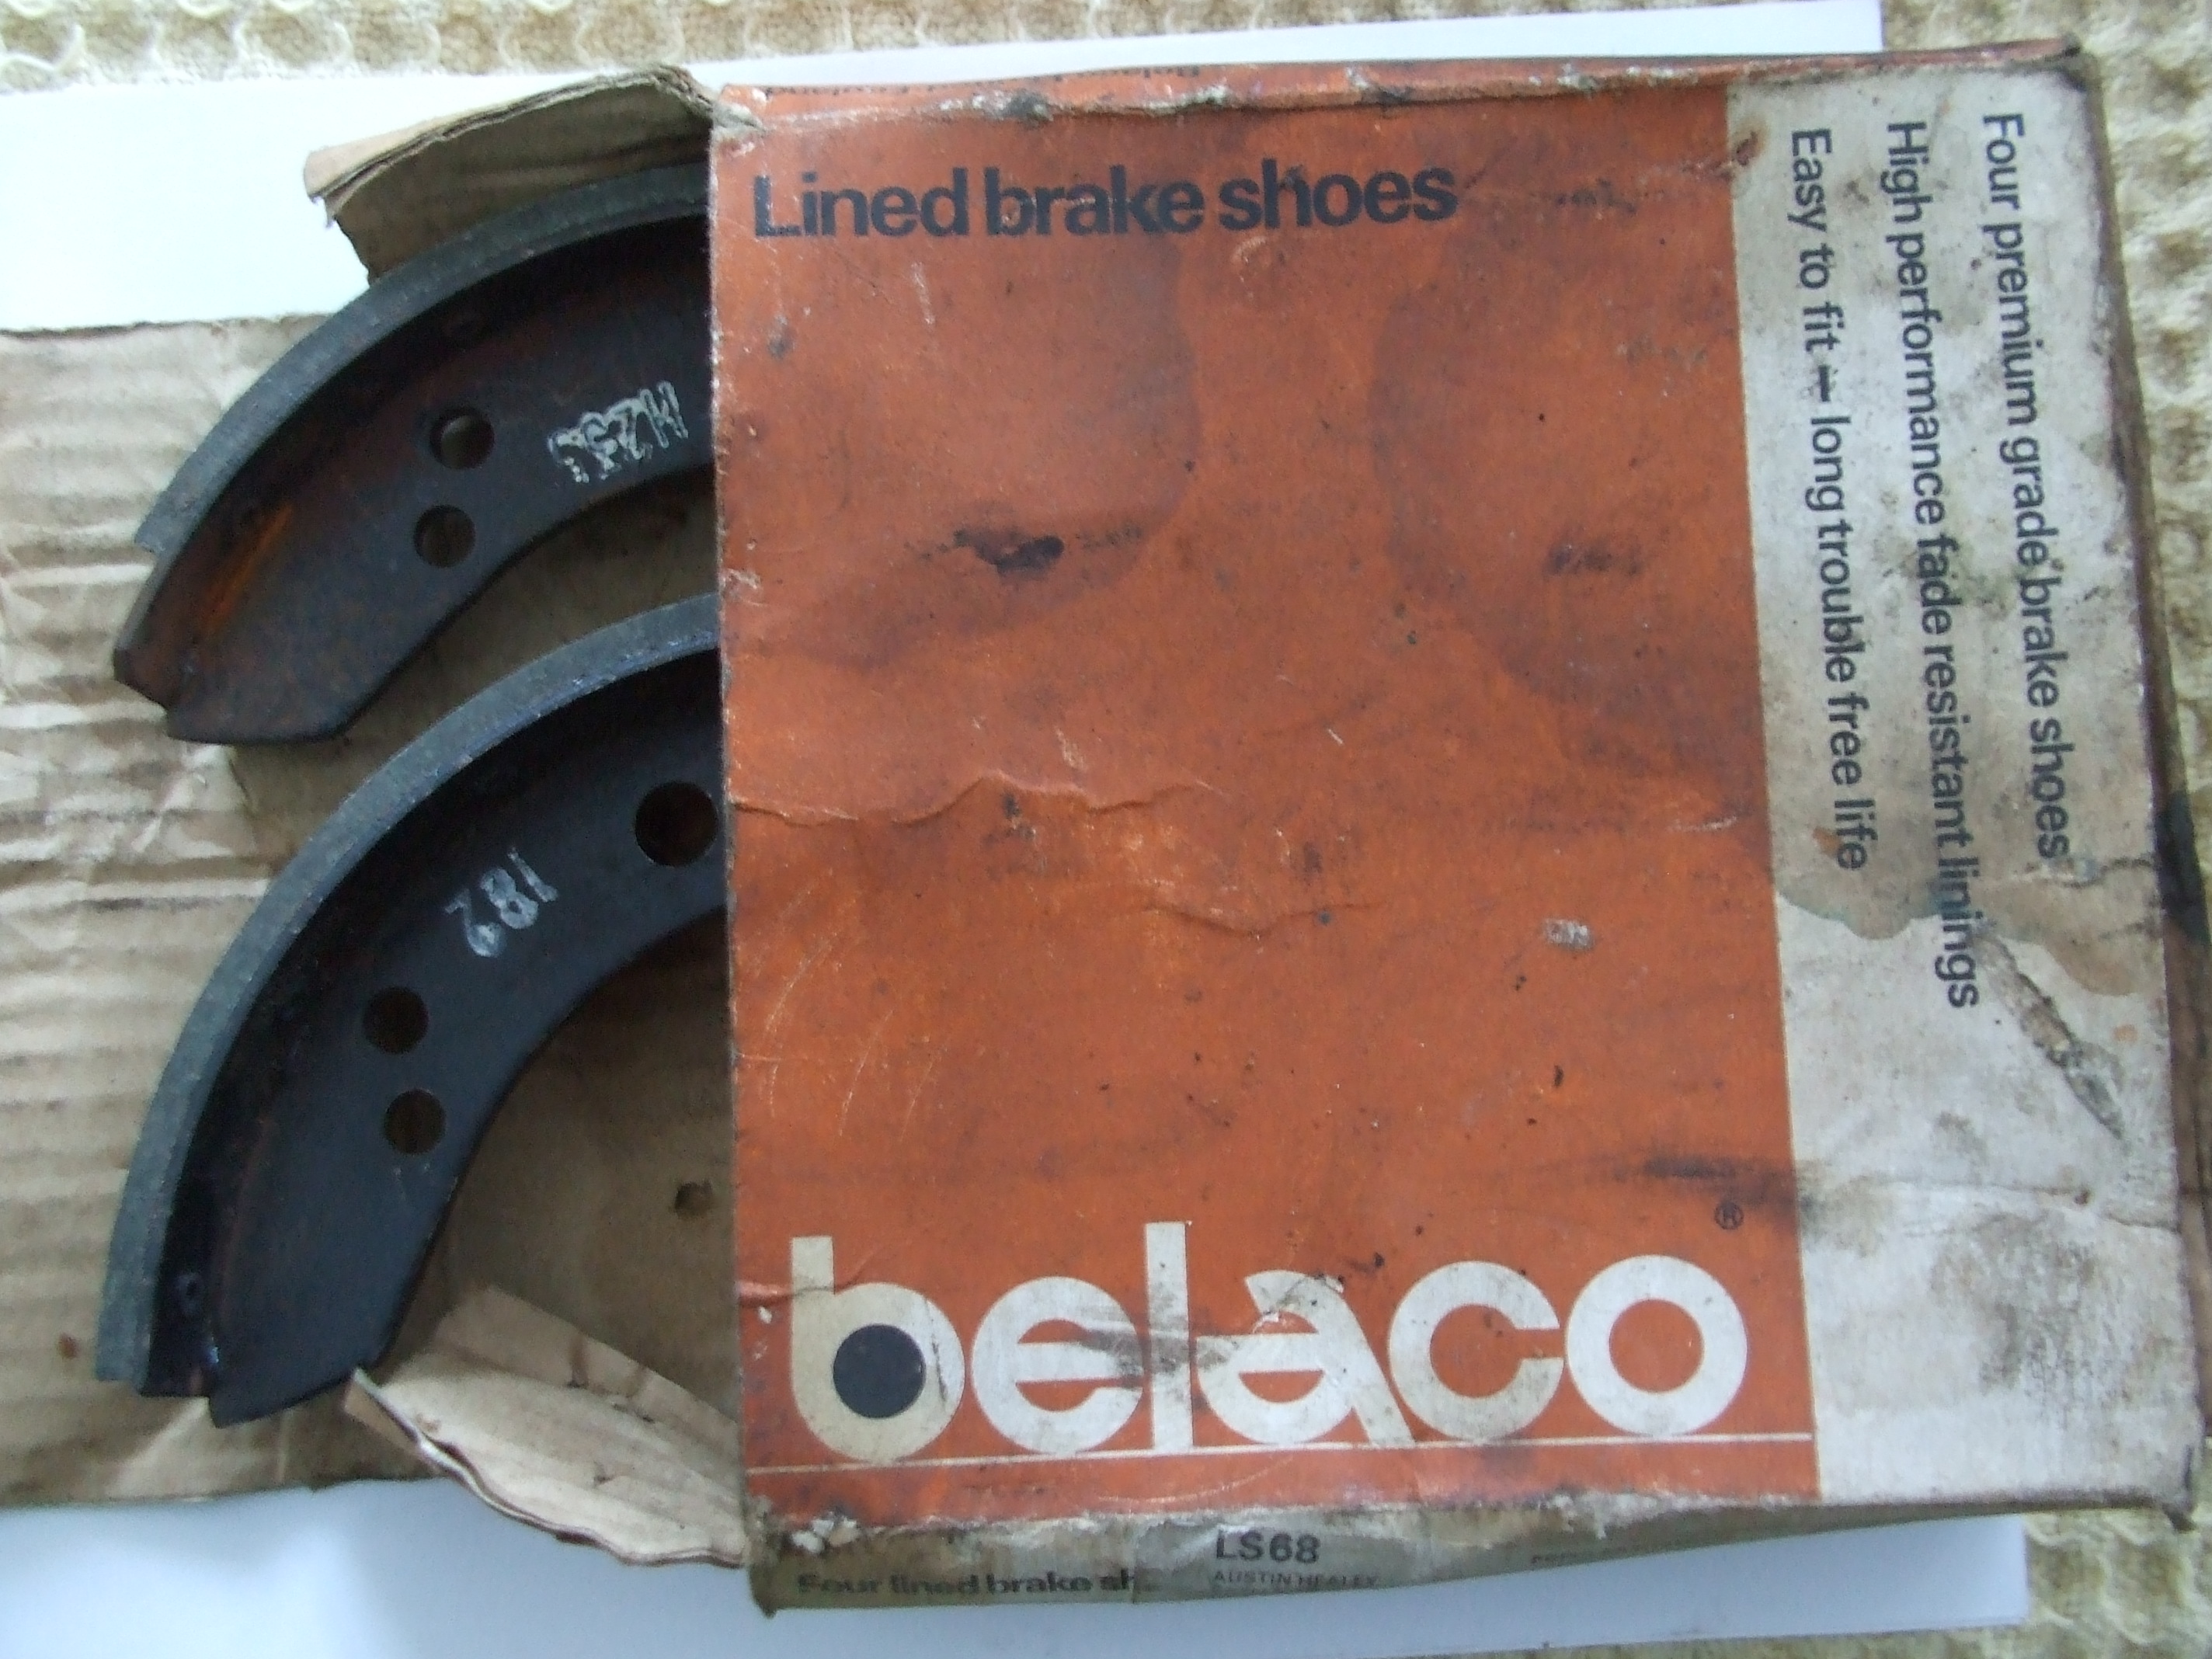 Lined brake shoes
Four premium grade brake shoes
High performance fade resistant linings
Easy to fit – long trouble free life
182
belaco®
LS68
Four lined brake
AUSTIN HEALEY